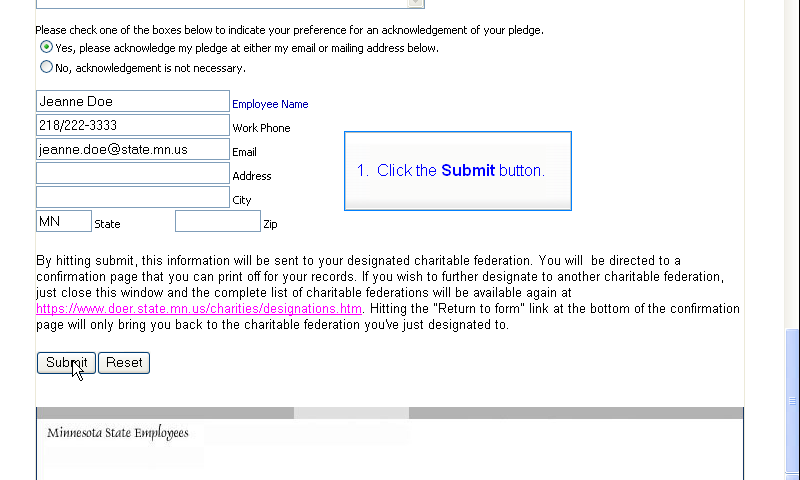 Please check one of the boxes below to indicate your preference for an acknowledgement of your pledge.
Yes, please acknowledge my pledge at either my email or mailing address below.
No, acknowledgement is not necessary.
Jeanne Doe Employee Name
218/222-3333 Work Phone
jeanne.doe@state.mn.us Email
Address
City
MN State Zip
1. Click the Submit button.
By hitting submit, this information will be sent to your designated charitable federation. You will be directed to a
confirmation page that you can print off for your records. If you wish to further designate to another charitable federation,
just close this window and the complete list of charitable federations will be available again at
https://www.doer.state.mn.us/charities/designations.htm. Hitting the "Return to form" link at the bottom of the confirmation
page will only bring you back to the charitable federation you've just designated to.
Submit Reset
Minnesota State Employees